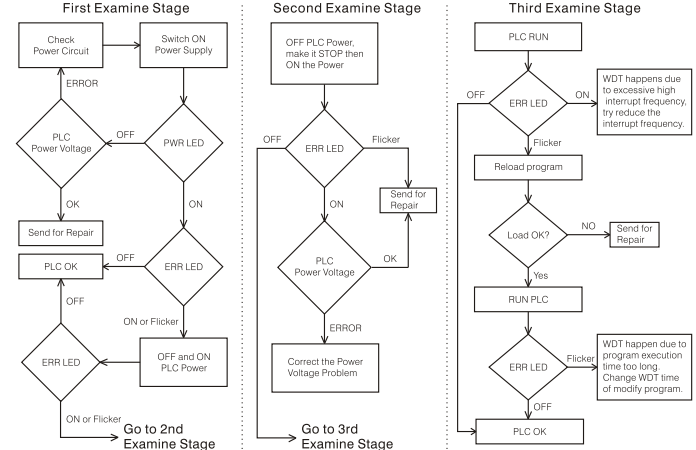 First Examine Stage
Check
Power Circuit
Switch ON
Power Supply
ERROR
PLC
Power Voltage
OFF
PWR LED
OK
ON
Send for Repair
PLC OK
OFF
ERR LED
OFF
ON or Flicker
ERR LED
OFF and ON
PLC Power
ON or Flicker
Go to 2nd
Examine Stage
Second Examine Stage
OFF PLC Power,
make it STOP then
ON the Power
OFF
ERR LED
Flicker
Send for
Repair
ON
PLC
Power Voltage
OK
ERROR
Correct the Power
Voltage Problem
Go to 3rd
Examine Stage
Third Examine Stage
PLC RUN
OFF
ERR LED
ON
WDT happens due
to excessive high
interrupt frequency,
try reduce the
interrupt frequency.
Flicker
Reload program
Load OK?
NO
Send for
Repair
Yes
RUN PLC
ERR LED
Flicker
WDT happen due to
program execution
time too long.
Change WDT time
of modify program.
OFF
PLC OK